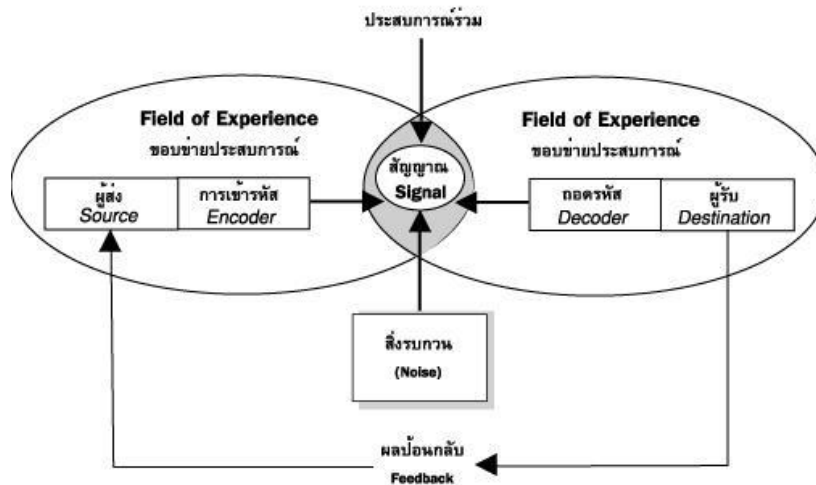 ประสบการณ์ร่วม
Field of Experience
ขอบข่ายประสบการณ์
ผู้ส่ง
Source
การเข้ารหัส
Encoder
สัญญาณ
Signal
Field of Experience
ขอบข่ายประสบการณ์
ถอดรหัส
Decoder
ผู้รับ
Destination
สิ่งรบกวน
(Noise)
ผลป้อนกลับ
Feedback